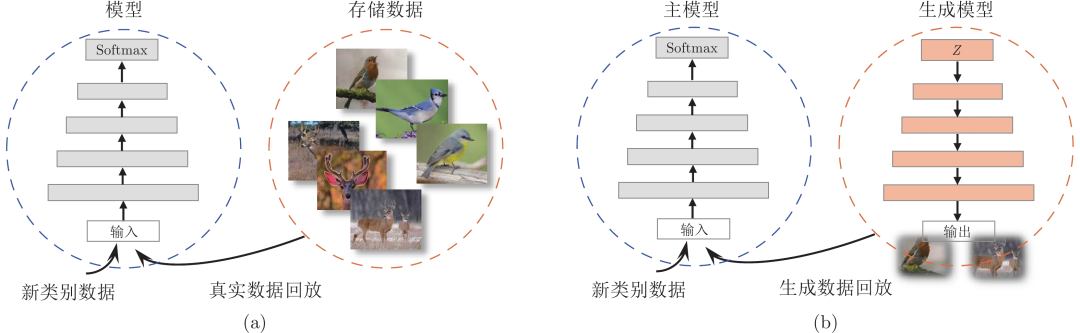 模型
存储数据
Softmax
输入
新类别数据
真实数据回放
(a)
主模型
生成模型
Softmax
Z
输入
输出
新类别数据
生成数据回放
(b)